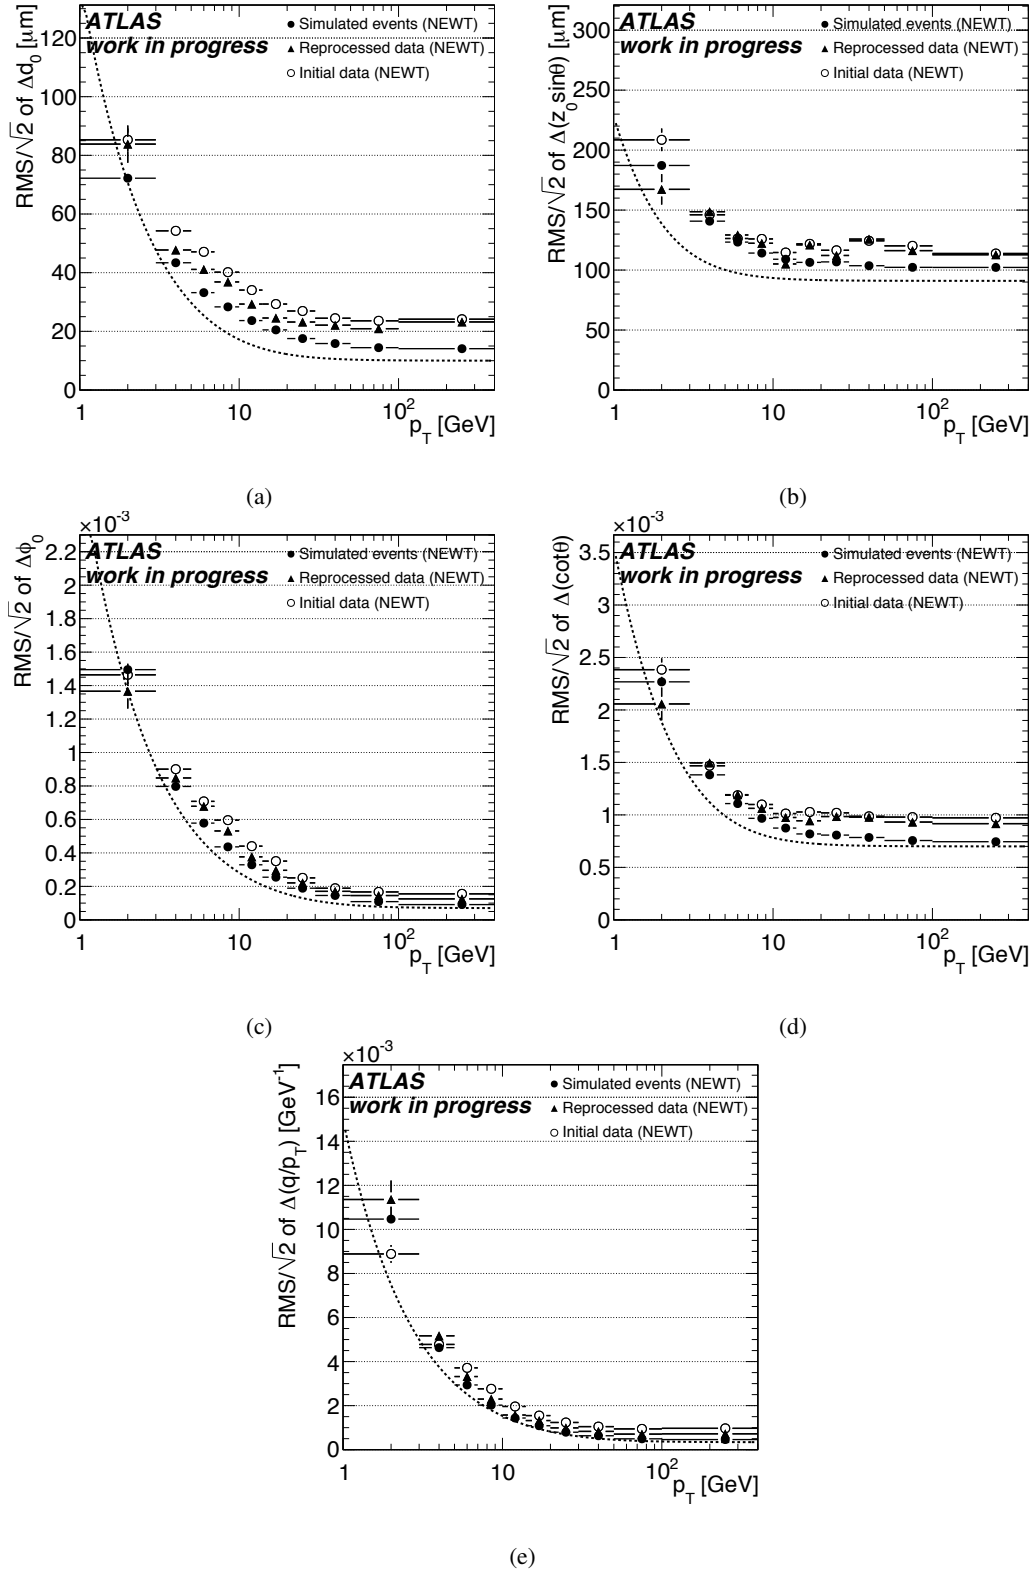 RMS/√2 of Δd₀ [μm]
120
100
80
60
40
20
0
ATLAS
work in progress
Simulated events (NEWT)
Reprocessed data (NEWT)
Initial data (NEWT)
1 10 10²
p_T [GeV]
(a)
RMS/√2 of Δ(z₀ sinθ) [μm]
300
250
200
150
100
50
0
ATLAS
work in progress
Simulated events (NEWT)
Reprocessed data (NEWT)
Initial data (NEWT)
1 10 10²
p_T [GeV]
(b)
×10⁻³
RMS/√2 of Δϕ₀
2.2
2
1.8
1.6
1.4
1.2
1
0.8
0.6
0.4
0.2
0
ATLAS
work in progress
Simulated events (NEWT)
Reprocessed data (NEWT)
Initial data (NEWT)
1 10 10²
p_T [GeV]
(c)
×10⁻³
RMS/√2 of Δ(cotθ)
3.5
3
2.5
2
1.5
1
0.5
0
ATLAS
work in progress
Simulated events (NEWT)
Reprocessed data (NEWT)
Initial data (NEWT)
1 10 10²
p_T [GeV]
(d)
×10⁻³
RMS/√2 of Δ(q/p_T) [GeV⁻¹]
16
14
12
10
8
6
4
2
0
ATLAS
work in progress
Simulated events (NEWT)
Reprocessed data (NEWT)
Initial data (NEWT)
1 10 10²
p_T [GeV]
(e)